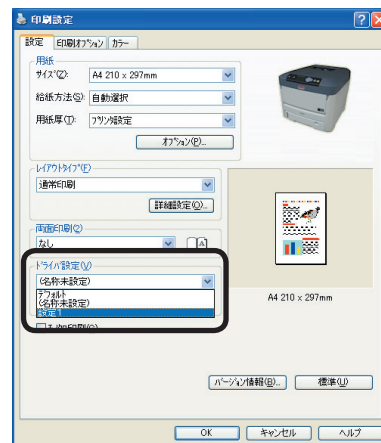 印刷設定
設定 印刷オプション カラー
用紙
サイズ(Z): A4 210 x 297mm
給紙方法(S): 自動選択
用紙厚(T): プリンタ設定
オプション(P)...
レイアウトタイプ(F)
通常印刷
詳細設定(O)...
両面印刷(2)
なし
ドライバ設定(V)
(名称未設定)
デフォルト
(名称未設定)
設定1
A4 210 x 297mm
バージョン情報(B)... 標準(U)
OK キャンセル ヘルプ